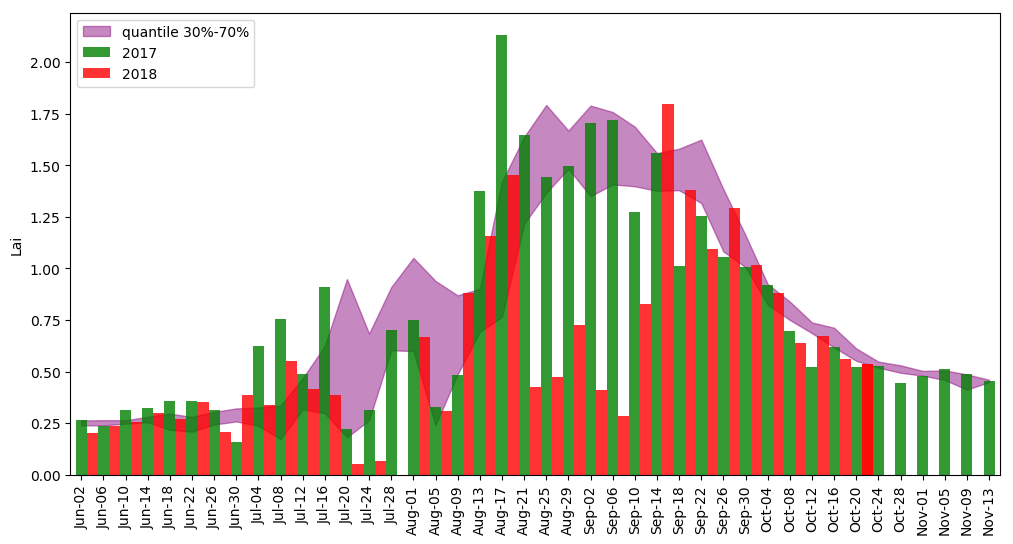 quantile 30%-70%
2017
2018
2.00
1.75
1.50
1.25
1.00
0.75
0.50
0.25
0.00
Lai
Jun-02
Jun-06
Jun-10
Jun-14
Jun-18
Jun-22
Jun-26
Jun-30
Jul-04
Jul-08
Jul-12
Jul-16
Jul-20
Jul-24
Jul-28
Aug-01
Aug-05
Aug-09
Aug-13
Aug-17
Aug-21
Aug-25
Aug-29
Sep-02
Sep-06
Sep-10
Sep-14
Sep-18
Sep-22
Sep-26
Sep-30
Oct-04
Oct-08
Oct-12
Oct-16
Oct-20
Oct-24
Oct-28
Nov-01
Nov-05
Nov-09
Nov-13